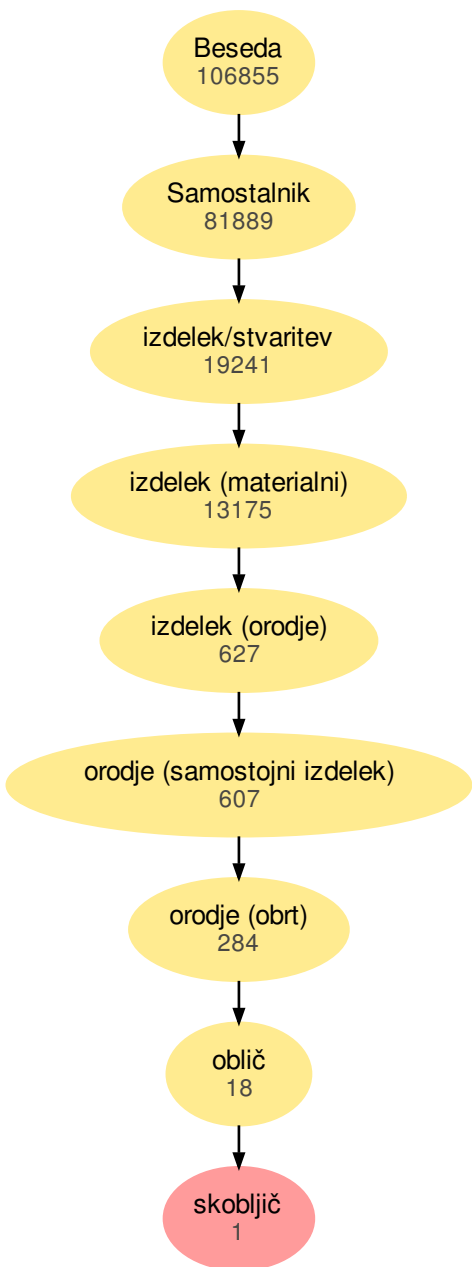 Beseda
106855
Samostalnik
81889
izdelek/stvaritev
19241
izdelek (materialni)
13175
izdelek (orodje)
627
orodje (samostojni izdelek)
607
orodje (obrt)
284
oblič
18
skobljič
1